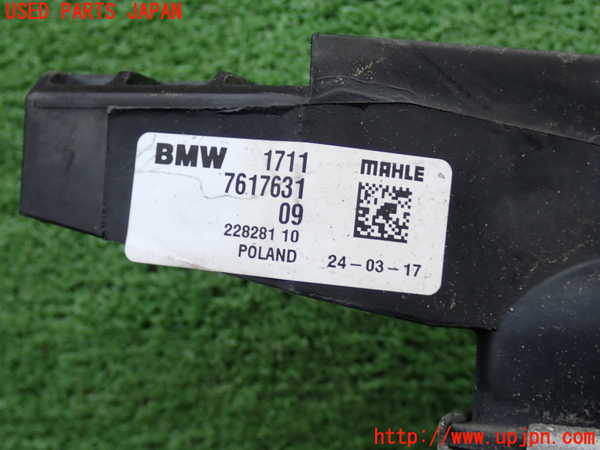 USED PARTS JAPAN
BMW 1711
7617631
09
228281 10
POLAND
MAHLE
24-03-17
http://www.upjpn.com